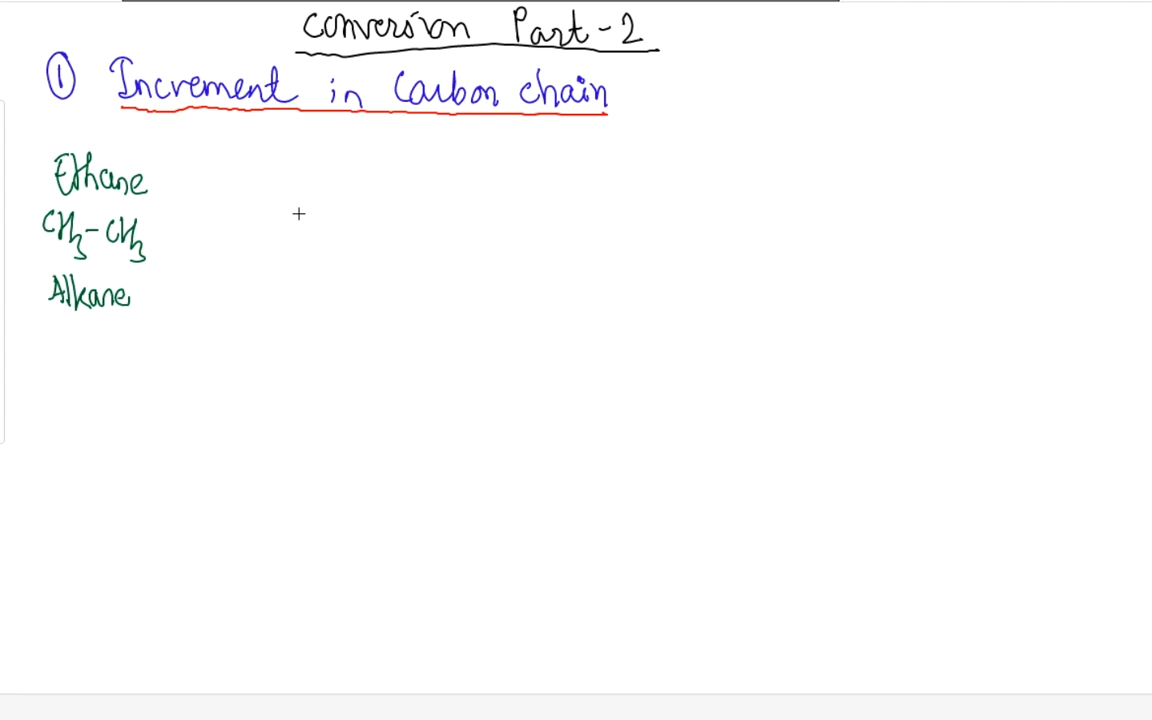 Conversion Part-2
① Increment in Carbon chain
Ethane
CH₃-CH₃
Alkane